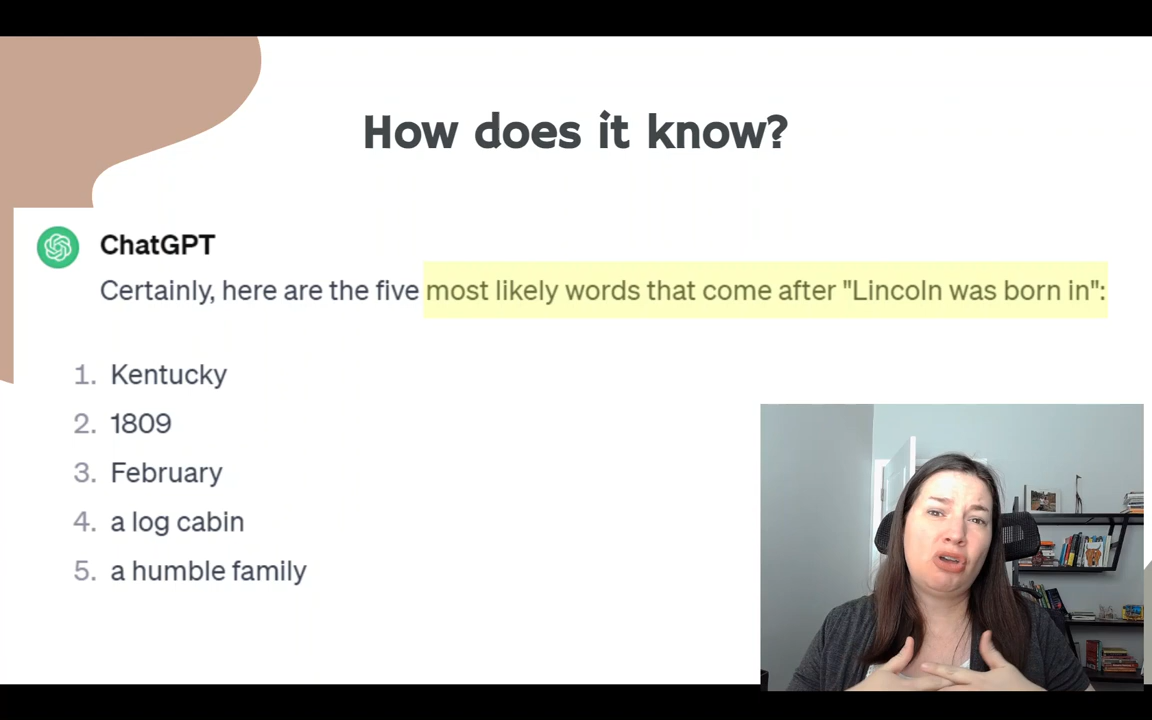 How does it know?
ChatGPT
Certainly, here are the five most likely words that come after "Lincoln was born in":
1. Kentucky
2. 1809
3. February
4. a log cabin
5. a humble family